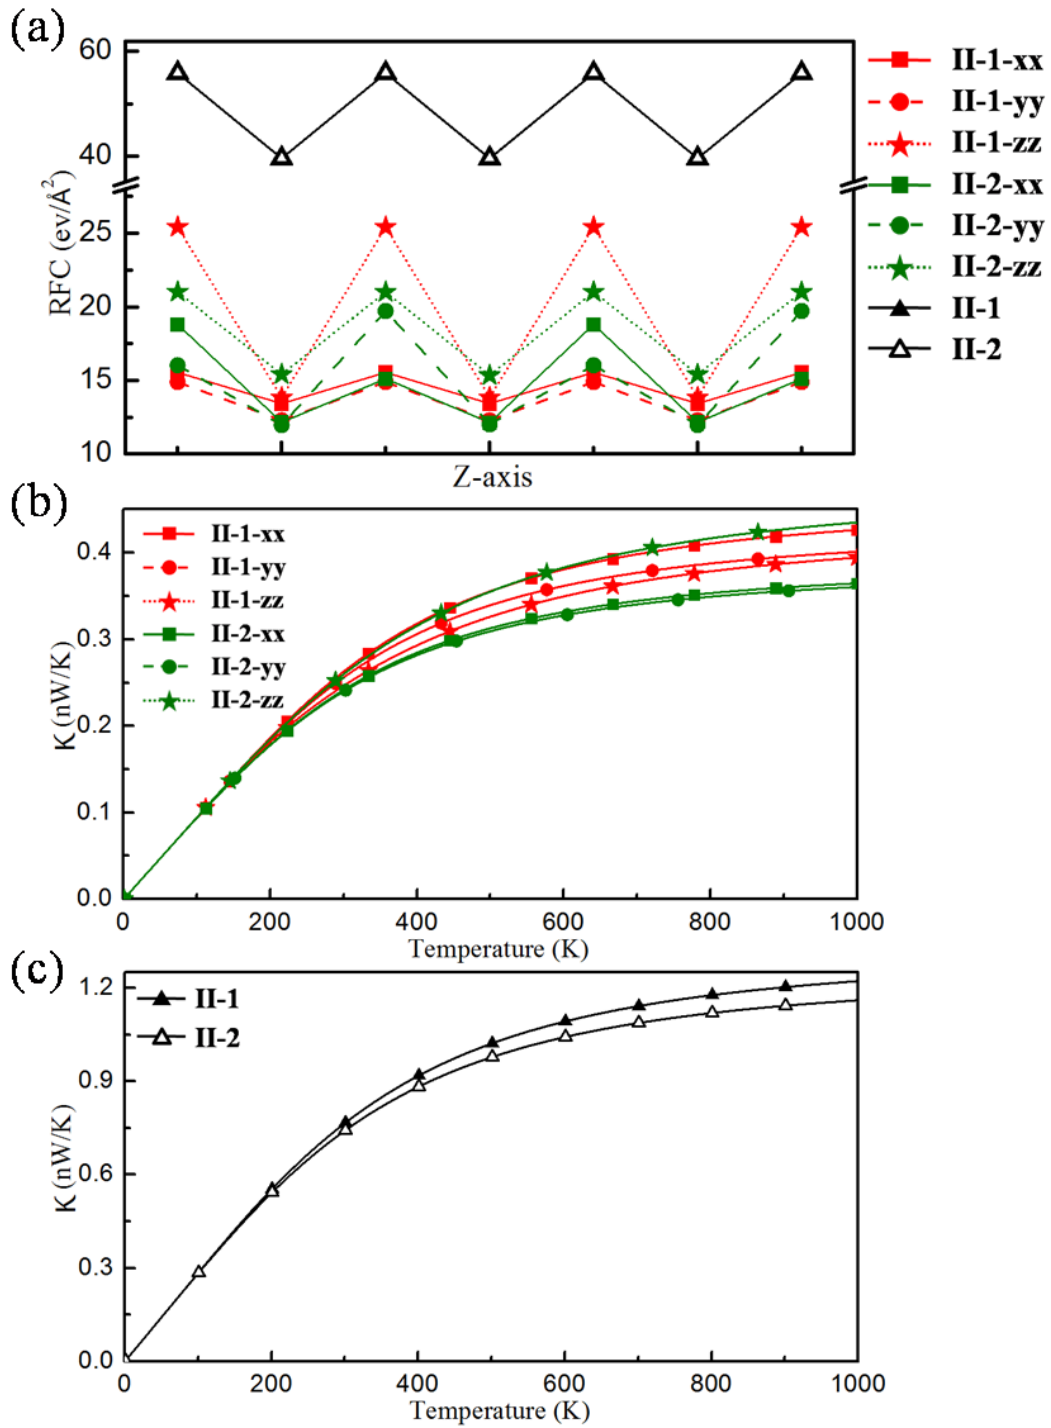 (a)
60
40
25
20
15
10
RFC (ev/Å²)
Z-axis
II-1-xx
II-1-yy
II-1-zz
II-2-xx
II-2-yy
II-2-zz
II-1
II-2
(b)
0.4
0.3
0.2
0.1
0.0
K (nW/K)
II-1-xx
II-1-yy
II-1-zz
II-2-xx
II-2-yy
II-2-zz
0 200 400 600 800 1000
Temperature (K)
(c)
1.2
0.9
0.6
0.3
0.0
K (nW/K)
II-1
II-2
0 200 400 600 800 1000
Temperature (K)